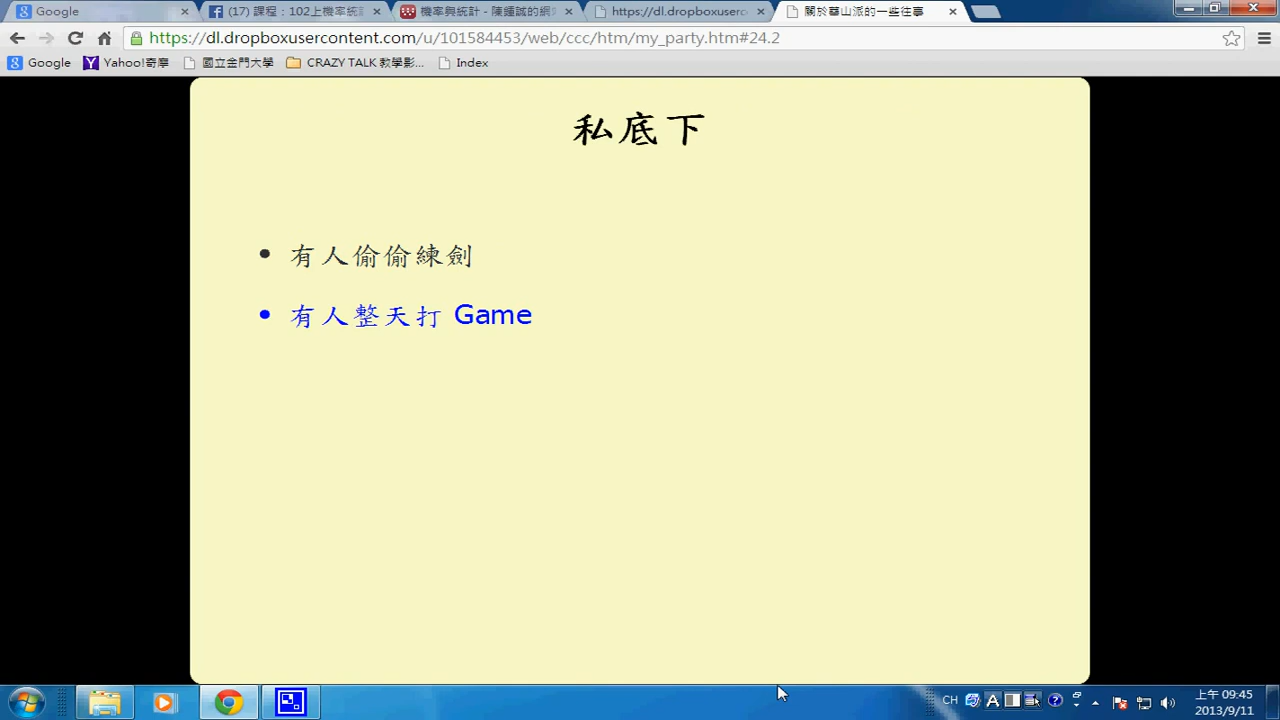 Google
(17) 課程：102上機率統計
機率與統計 - 陳鍾誠的網站
https://dl.dropboxuserco
關於華山派的一些往事
https://dl.dropboxusercontent.com/u/101584453/web/ccc/htm/my_party.htm#24.2
Google
Yahoo!奇摩
國立金門大學
CRAZY TALK 教學影...
Index
私底下
• 有人偷偷練劍
• 有人整天打 Game
CH
A
上午 09:45
2013/9/11